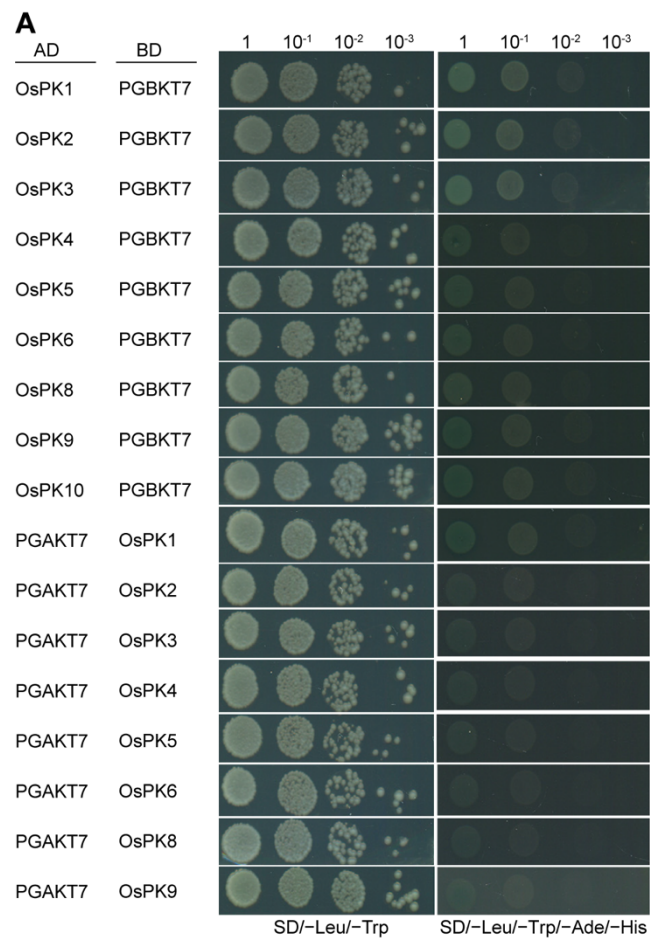 A
AD BD 1 10⁻¹ 10⁻² 10⁻³ 1 10⁻¹ 10⁻² 10⁻³
OsPK1 PGBKT7
OsPK2 PGBKT7
OsPK3 PGBKT7
OsPK4 PGBKT7
OsPK5 PGBKT7
OsPK6 PGBKT7
OsPK8 PGBKT7
OsPK9 PGBKT7
OsPK10 PGBKT7
PGAKT7 OsPK1
PGAKT7 OsPK2
PGAKT7 OsPK3
PGAKT7 OsPK4
PGAKT7 OsPK5
PGAKT7 OsPK6
PGAKT7 OsPK8
PGAKT7 OsPK9
SD/−Leu/−Trp SD/−Leu/−Trp/−Ade/−His